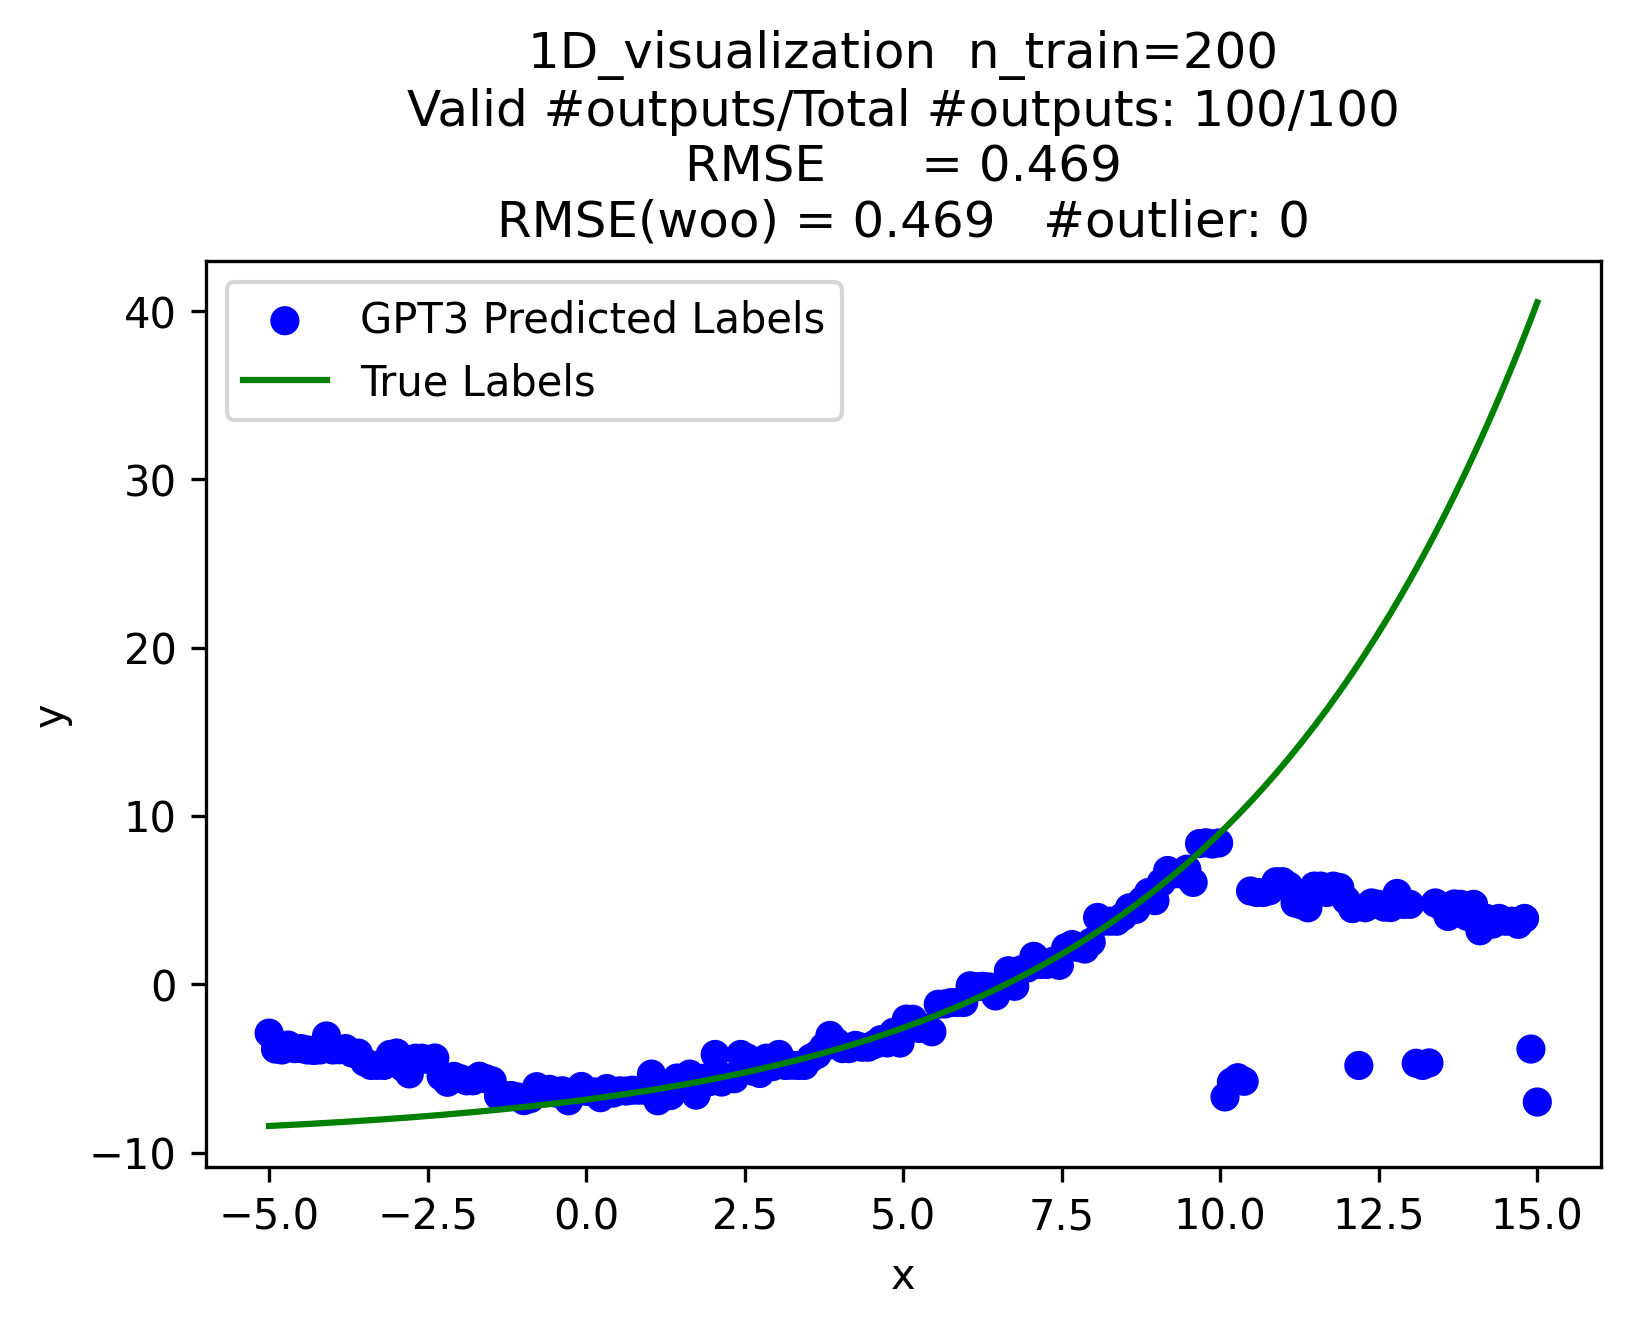 1D_visualization  n_train=200
Valid #outputs/Total #outputs: 100/100
RMSE      = 0.469
RMSE(woo) = 0.469   #outlier: 0
GPT3 Predicted Labels
True Labels
40
30
20
10
0
−10
y
−5.0 −2.5 0.0 2.5 5.0 7.5 10.0 12.5 15.0
x